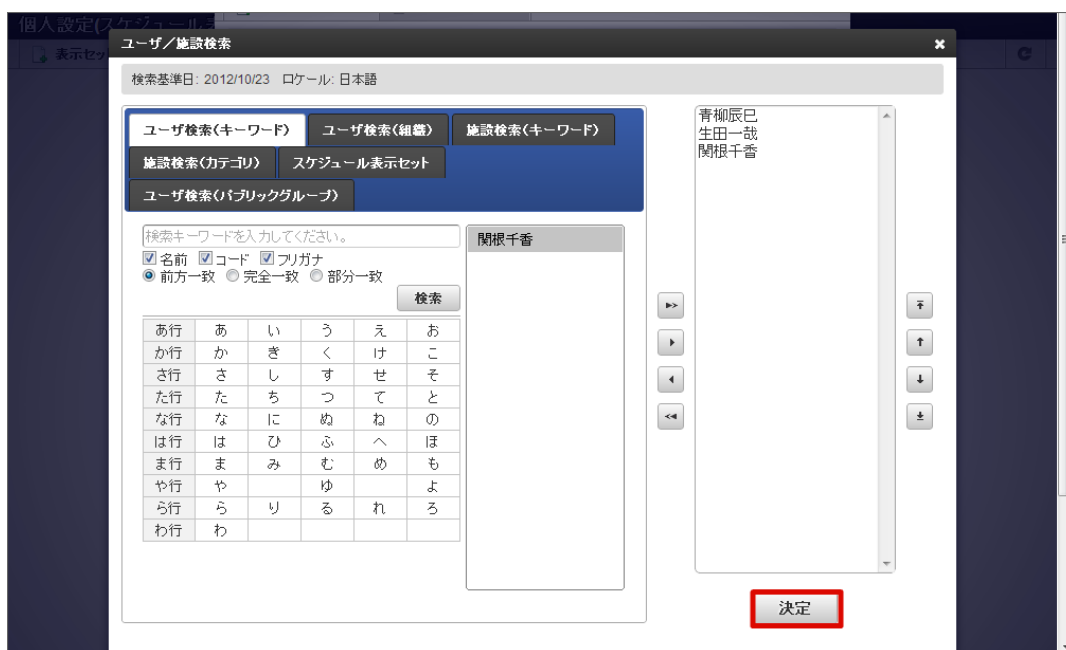 個人設定(スケジュール表
表示セッ
ユーザ／施設検索
検索基準日: 2012/10/23 ロケール: 日本語
ユーザ検索(キーワード) ユーザ検索(組織) 施設検索(キーワード)
施設検索(カテゴリ) スケジュール表示セット
ユーザ検索(パブリックグループ)
検索キーワードを入力してください。
名前 コード フリガナ
前方一致 完全一致 部分一致
検索
あ行 あ い う え お
か行 か き く け こ
さ行 さ し す せ そ
た行 た ち つ て と
な行 な に ぬ ね の
は行 は ひ ふ へ ほ
ま行 ま み む め も
や行 や ゆ よ
ら行 ら り る れ ろ
わ行 わ
関根千香
青柳辰巳
生田一哉
関根千香
決定